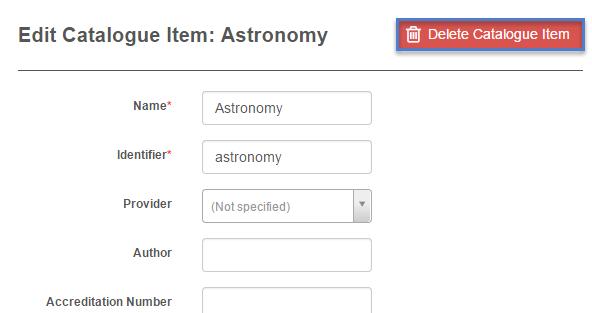 Edit Catalogue Item: Astronomy
Delete Catalogue Item
Name* Astronomy
Identifier* astronomy
Provider (Not specified)
Author
Accreditation Number